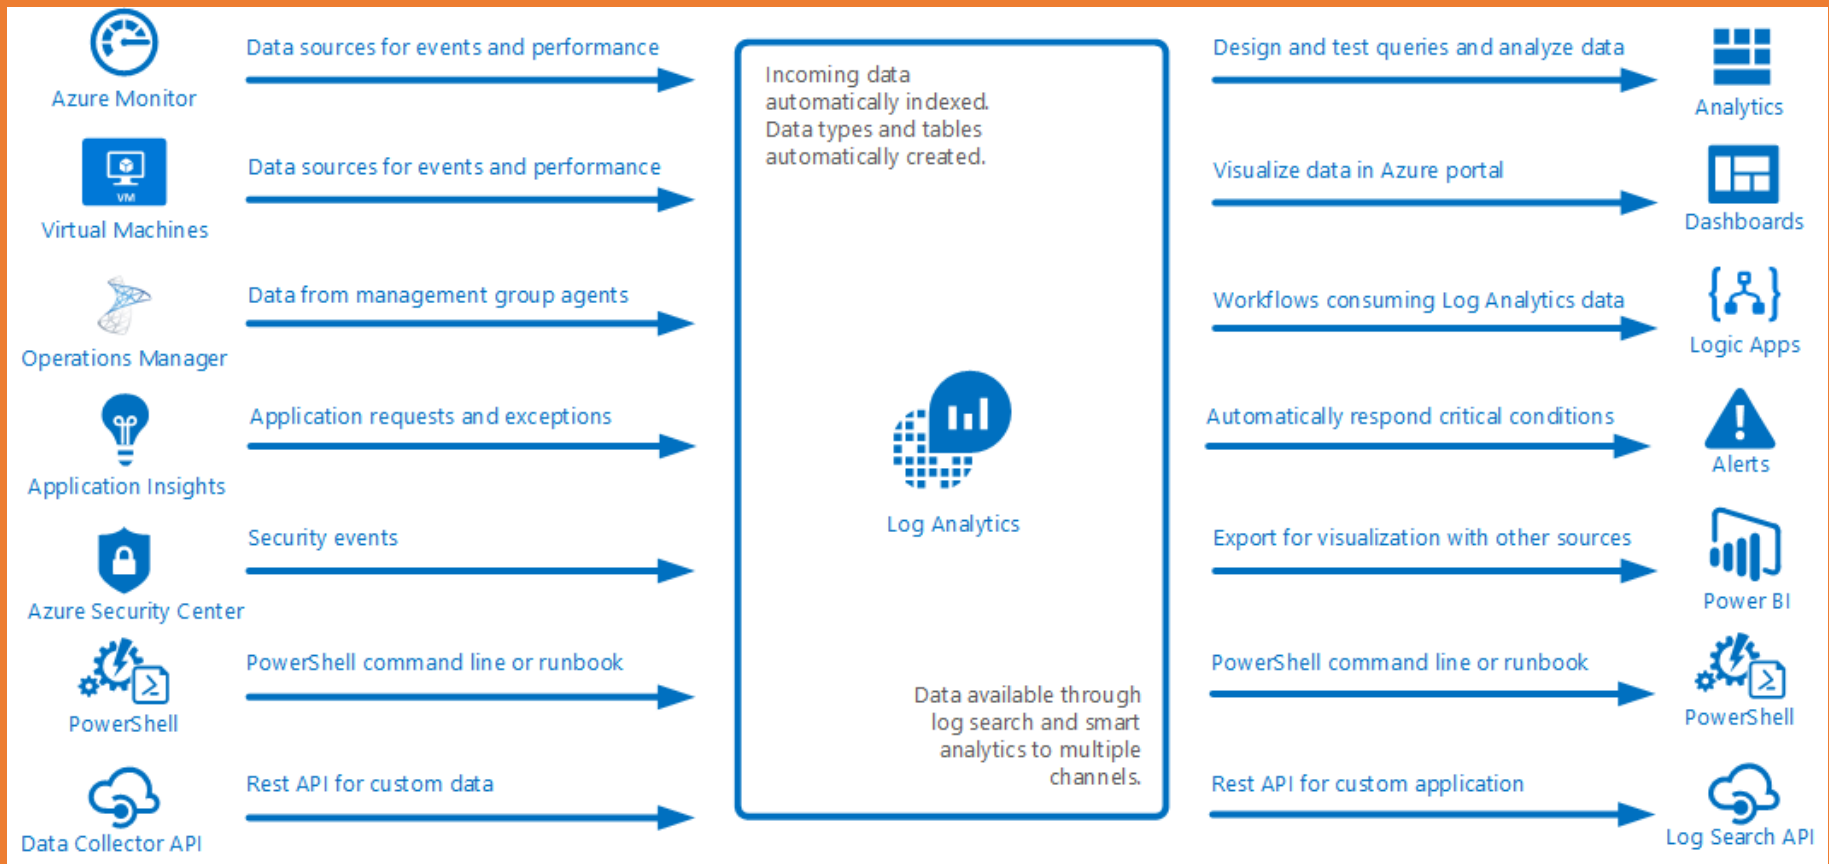 Data sources for events and performance
Azure Monitor
Data sources for events and performance
VM
Virtual Machines
Data from management group agents
Operations Manager
Application requests and exceptions
Application Insights
Security events
Azure Security Center
PowerShell command line or runbook
PowerShell
Rest API for custom data
Data Collector API
Incoming data
automatically indexed.
Data types and tables
automatically created.
Log Analytics
Data available through
log search and smart
analytics to multiple
channels.
Design and test queries and analyze data
Analytics
Visualize data in Azure portal
Dashboards
Workflows consuming Log Analytics data
Logic Apps
Automatically respond critical conditions
Alerts
Export for visualization with other sources
Power BI
PowerShell command line or runbook
PowerShell
Rest API for custom application
Log Search API